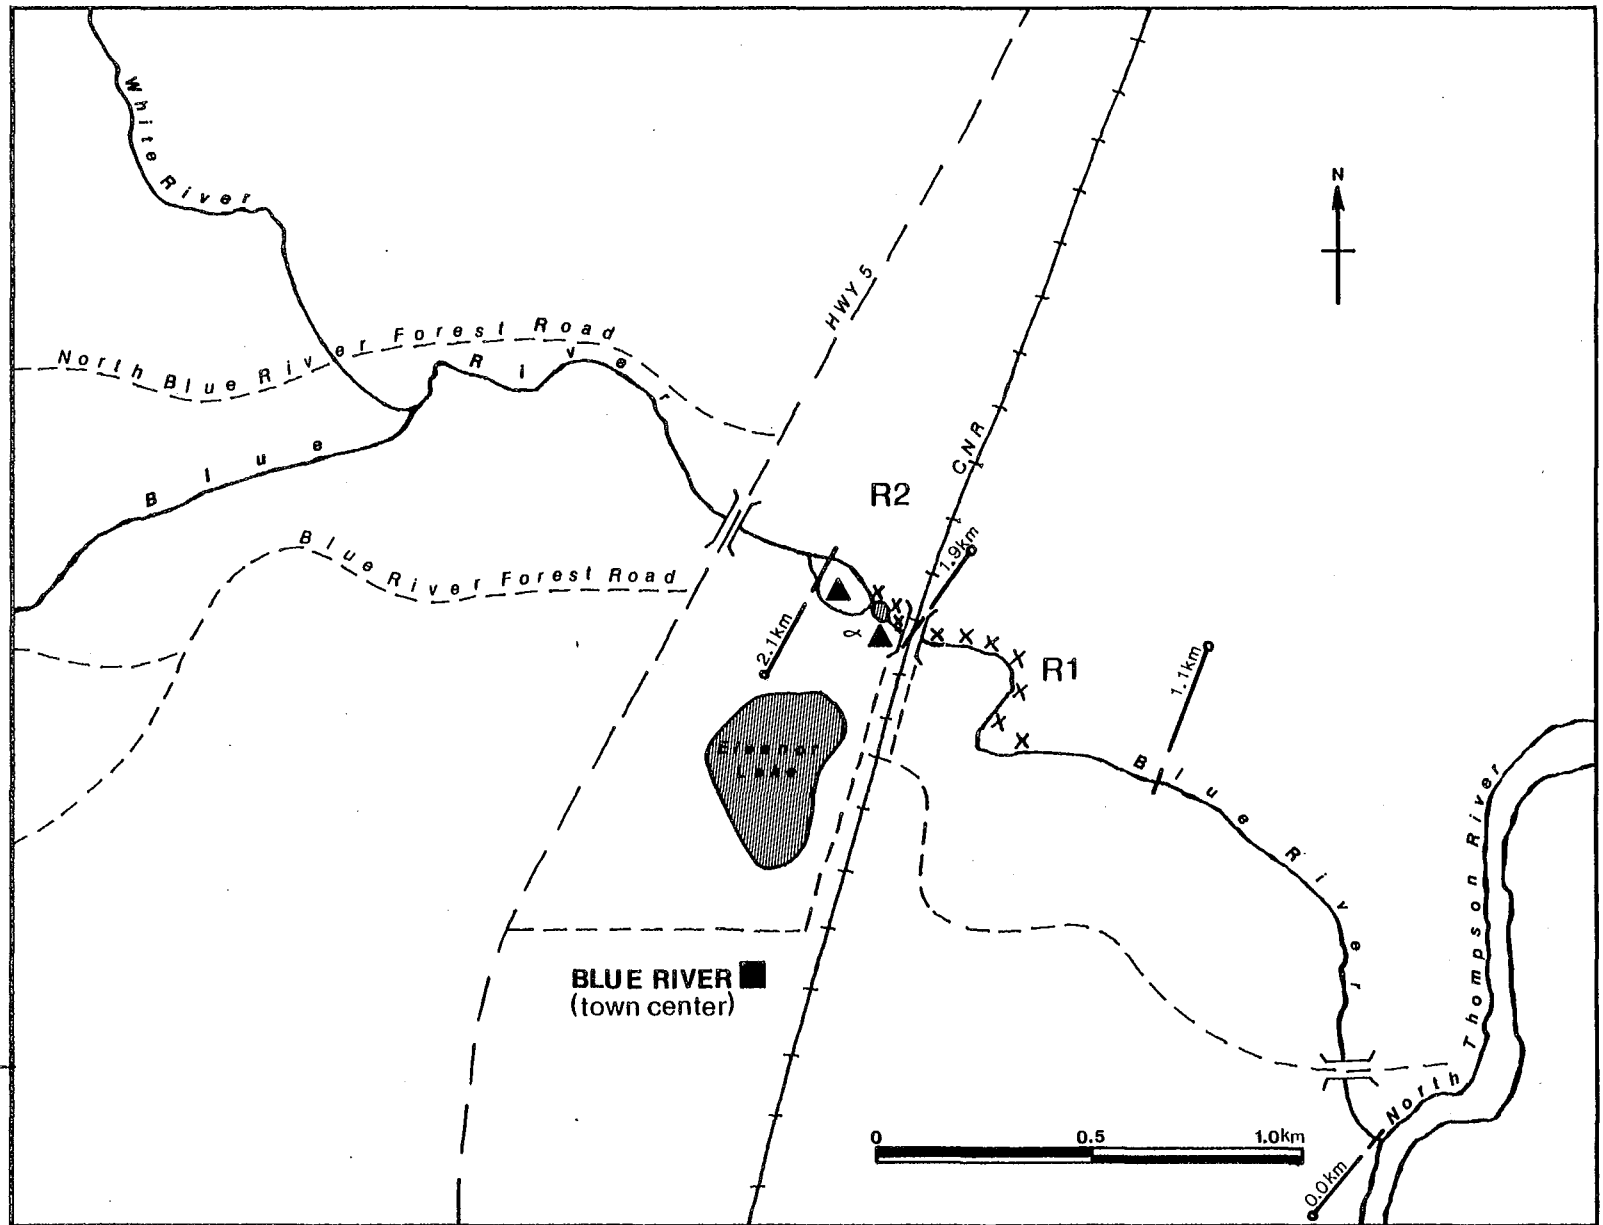 White River
N
HWY 5
North Blue River Forest Road
Blue River
CNR
R2
Blue River Forest Road
1.9km
2.1km
R1
1.1km
Eleanor
Lake
Blue River
North Thompson River
BLUE RIVER
(town center)
0 0.5 1.0km
0.0km